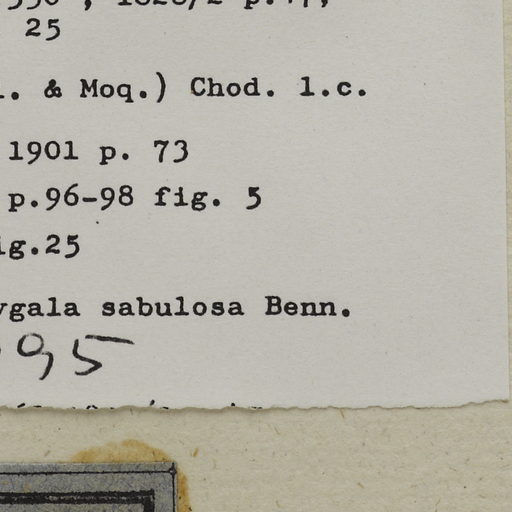 25
. & Moq.) Chod. l.c.
1901 p. 73
p.96-98 fig. 5
ig.25
ygala sabulosa Benn.
95